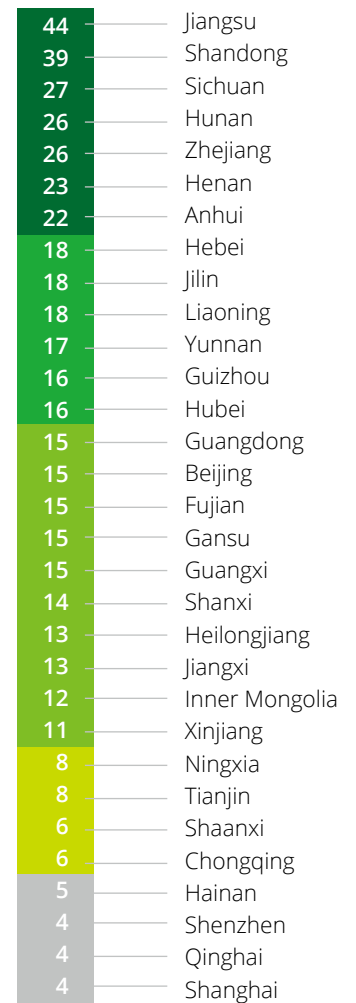 44 Jiangsu
39 Shandong
27 Sichuan
26 Hunan
26 Zhejiang
23 Henan
22 Anhui
18 Hebei
18 Jilin
18 Liaoning
17 Yunnan
16 Guizhou
16 Hubei
15 Guangdong
15 Beijing
15 Fujian
15 Gansu
15 Guangxi
14 Shanxi
13 Heilongjiang
13 Jiangxi
12 Inner Mongolia
11 Xinjiang
8 Ningxia
8 Tianjin
6 Shaanxi
6 Chongqing
5 Hainan
4 Shenzhen
4 Qinghai
4 Shanghai